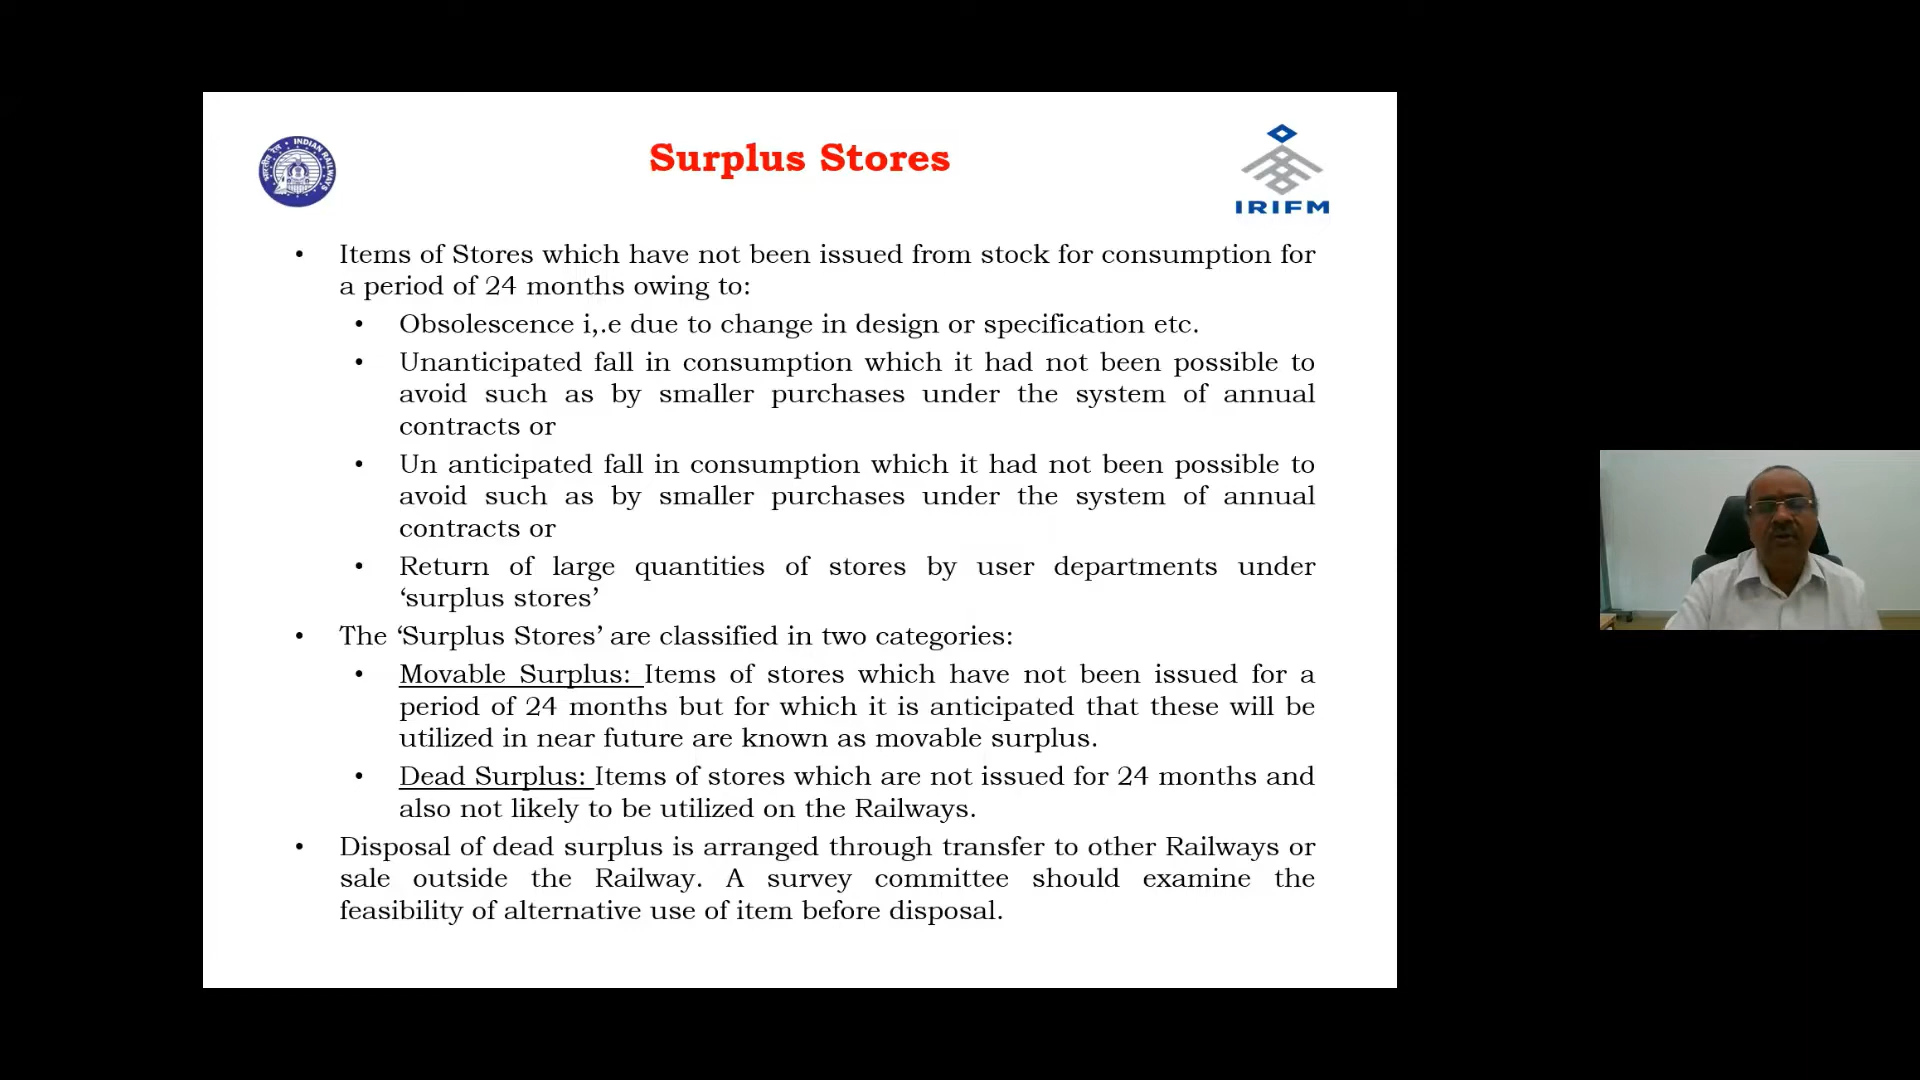 भारतीय रेल • INDIAN RAILWAYS
Surplus Stores
IRIFM
• Items of Stores which have not been issued from stock for consumption for
a period of 24 months owing to:
• Obsolescence i,.e due to change in design or specification etc.
• Unanticipated fall in consumption which it had not been possible to
avoid such as by smaller purchases under the system of annual
contracts or
• Un anticipated fall in consumption which it had not been possible to
avoid such as by smaller purchases under the system of annual
contracts or
• Return of large quantities of stores by user departments under
‘surplus stores’
• The ‘Surplus Stores’ are classified in two categories:
• Movable Surplus: Items of stores which have not been issued for a
period of 24 months but for which it is anticipated that these will be
utilized in near future are known as movable surplus.
• Dead Surplus: Items of stores which are not issued for 24 months and
also not likely to be utilized on the Railways.
• Disposal of dead surplus is arranged through transfer to other Railways or
sale outside the Railway. A survey committee should examine the
feasibility of alternative use of item before disposal.